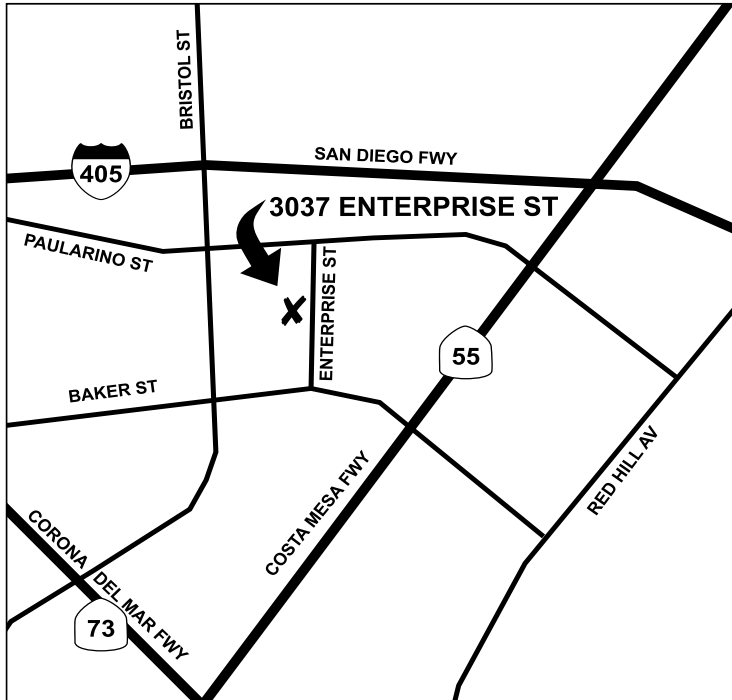 BRISTOL ST
SAN DIEGO FWY
405
3037 ENTERPRISE ST
PAULARINO ST
ENTERPRISE ST
55
BAKER ST
RED HILL AV
COSTA MESA FWY
CORONA DEL MAR FWY
73